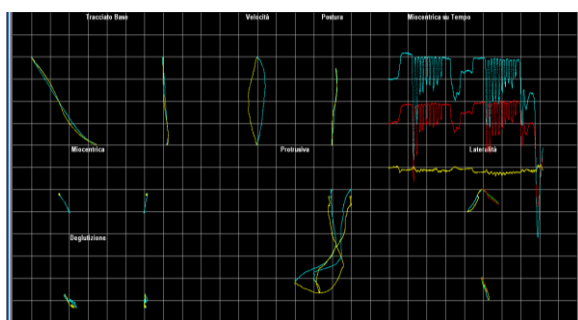 Tracciato Base
Velocità
Postura
Miocentrica su Tempo
Miocentrica
Protrusiva
Lateralità
Deglutizione